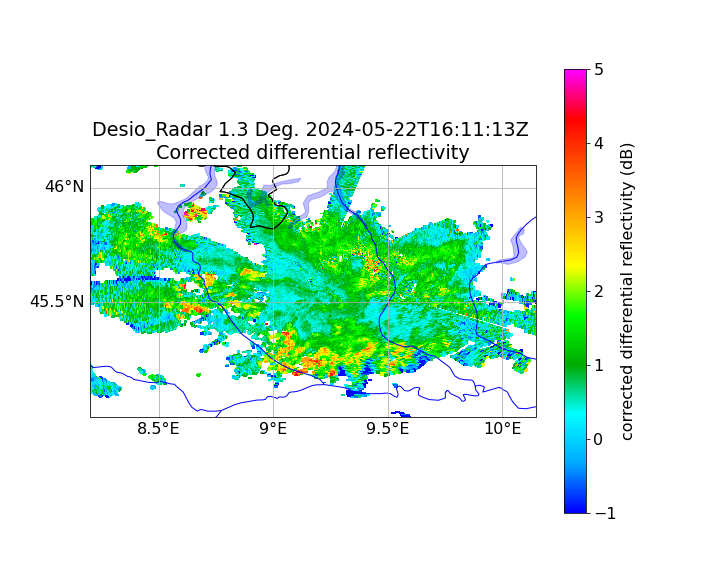 Desio_Radar 1.3 Deg. 2024-05-22T16:11:13Z
Corrected differential reflectivity
46°N
45.5°N
8.5°E
9°E
9.5°E
10°E
5
4
3
2
1
0
−1
corrected differential reflectivity (dB)